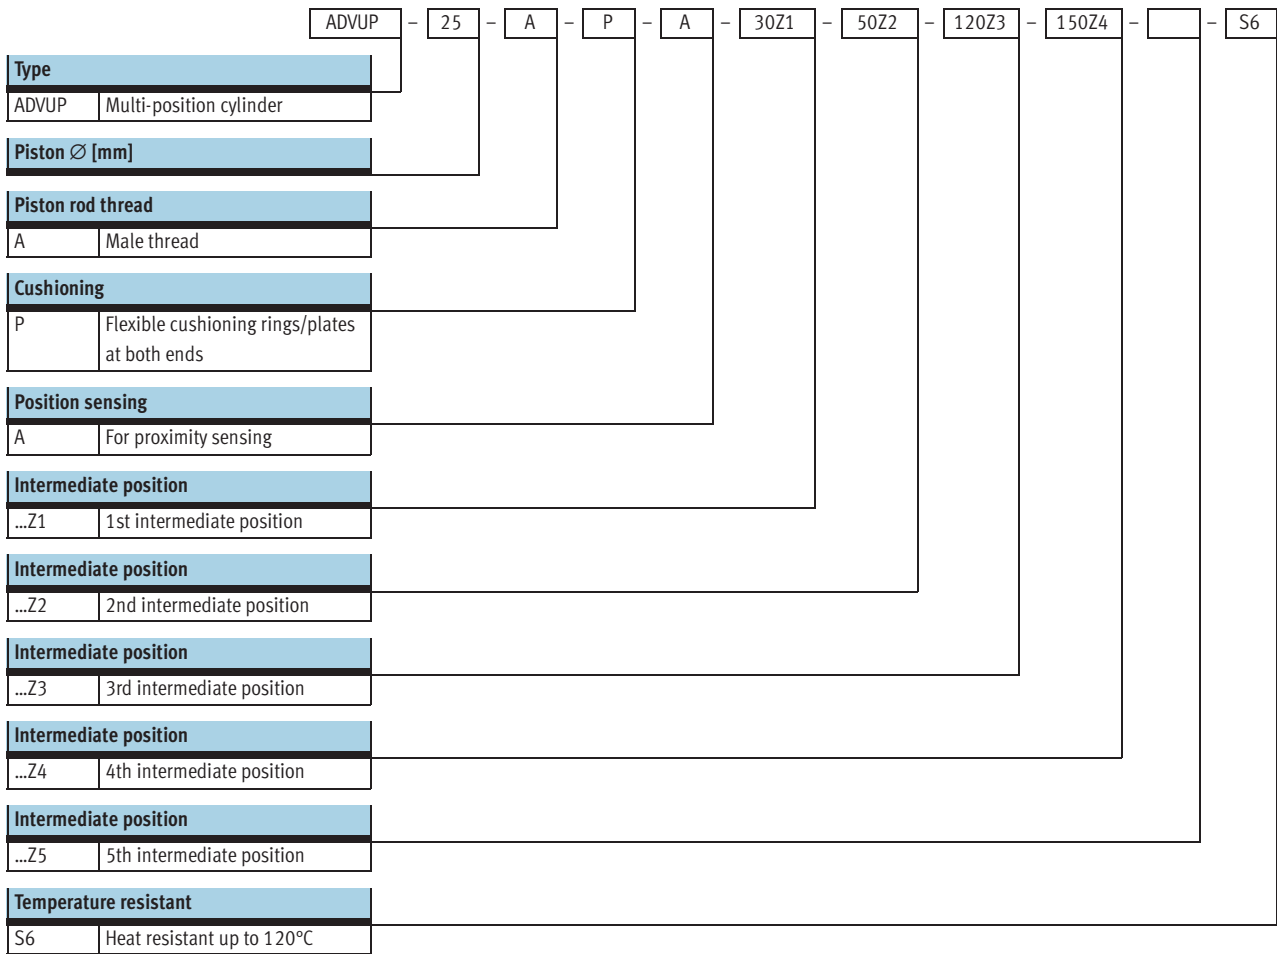 ADVUP – 25 – A – P – A – 30Z1 – 50Z2 – 120Z3 – 150Z4 – – S6
Type
ADVUP Multi-position cylinder
Piston ∅ [mm]
Piston rod thread
A Male thread
Cushioning
P Flexible cushioning rings/plates
at both ends
Position sensing
A For proximity sensing
Intermediate position
...Z1 1st intermediate position
Intermediate position
...Z2 2nd intermediate position
Intermediate position
...Z3 3rd intermediate position
Intermediate position
...Z4 4th intermediate position
Intermediate position
...Z5 5th intermediate position
Temperature resistant
S6 Heat resistant up to 120°C